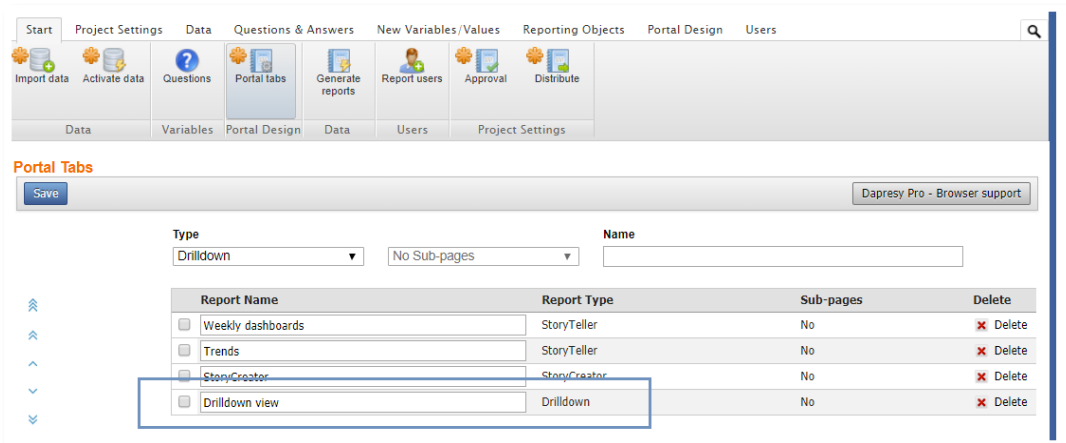 Start Project Settings Data Questions & Answers New Variables/Values Reporting Objects Portal Design Users
Import data Activate data Questions Portal tabs Generate reports Report users Approval Distribute
Data Variables Portal Design Data Users Project Settings
Portal Tabs
Save Dapresy Pro - Browser support
Type Name
Drilldown No Sub-pages
Report Name Report Type Sub-pages Delete
Weekly dashboards StoryTeller No Delete
Trends StoryTeller No Delete
StoryCreator StoryCreator No Delete
Drilldown view Drilldown No Delete